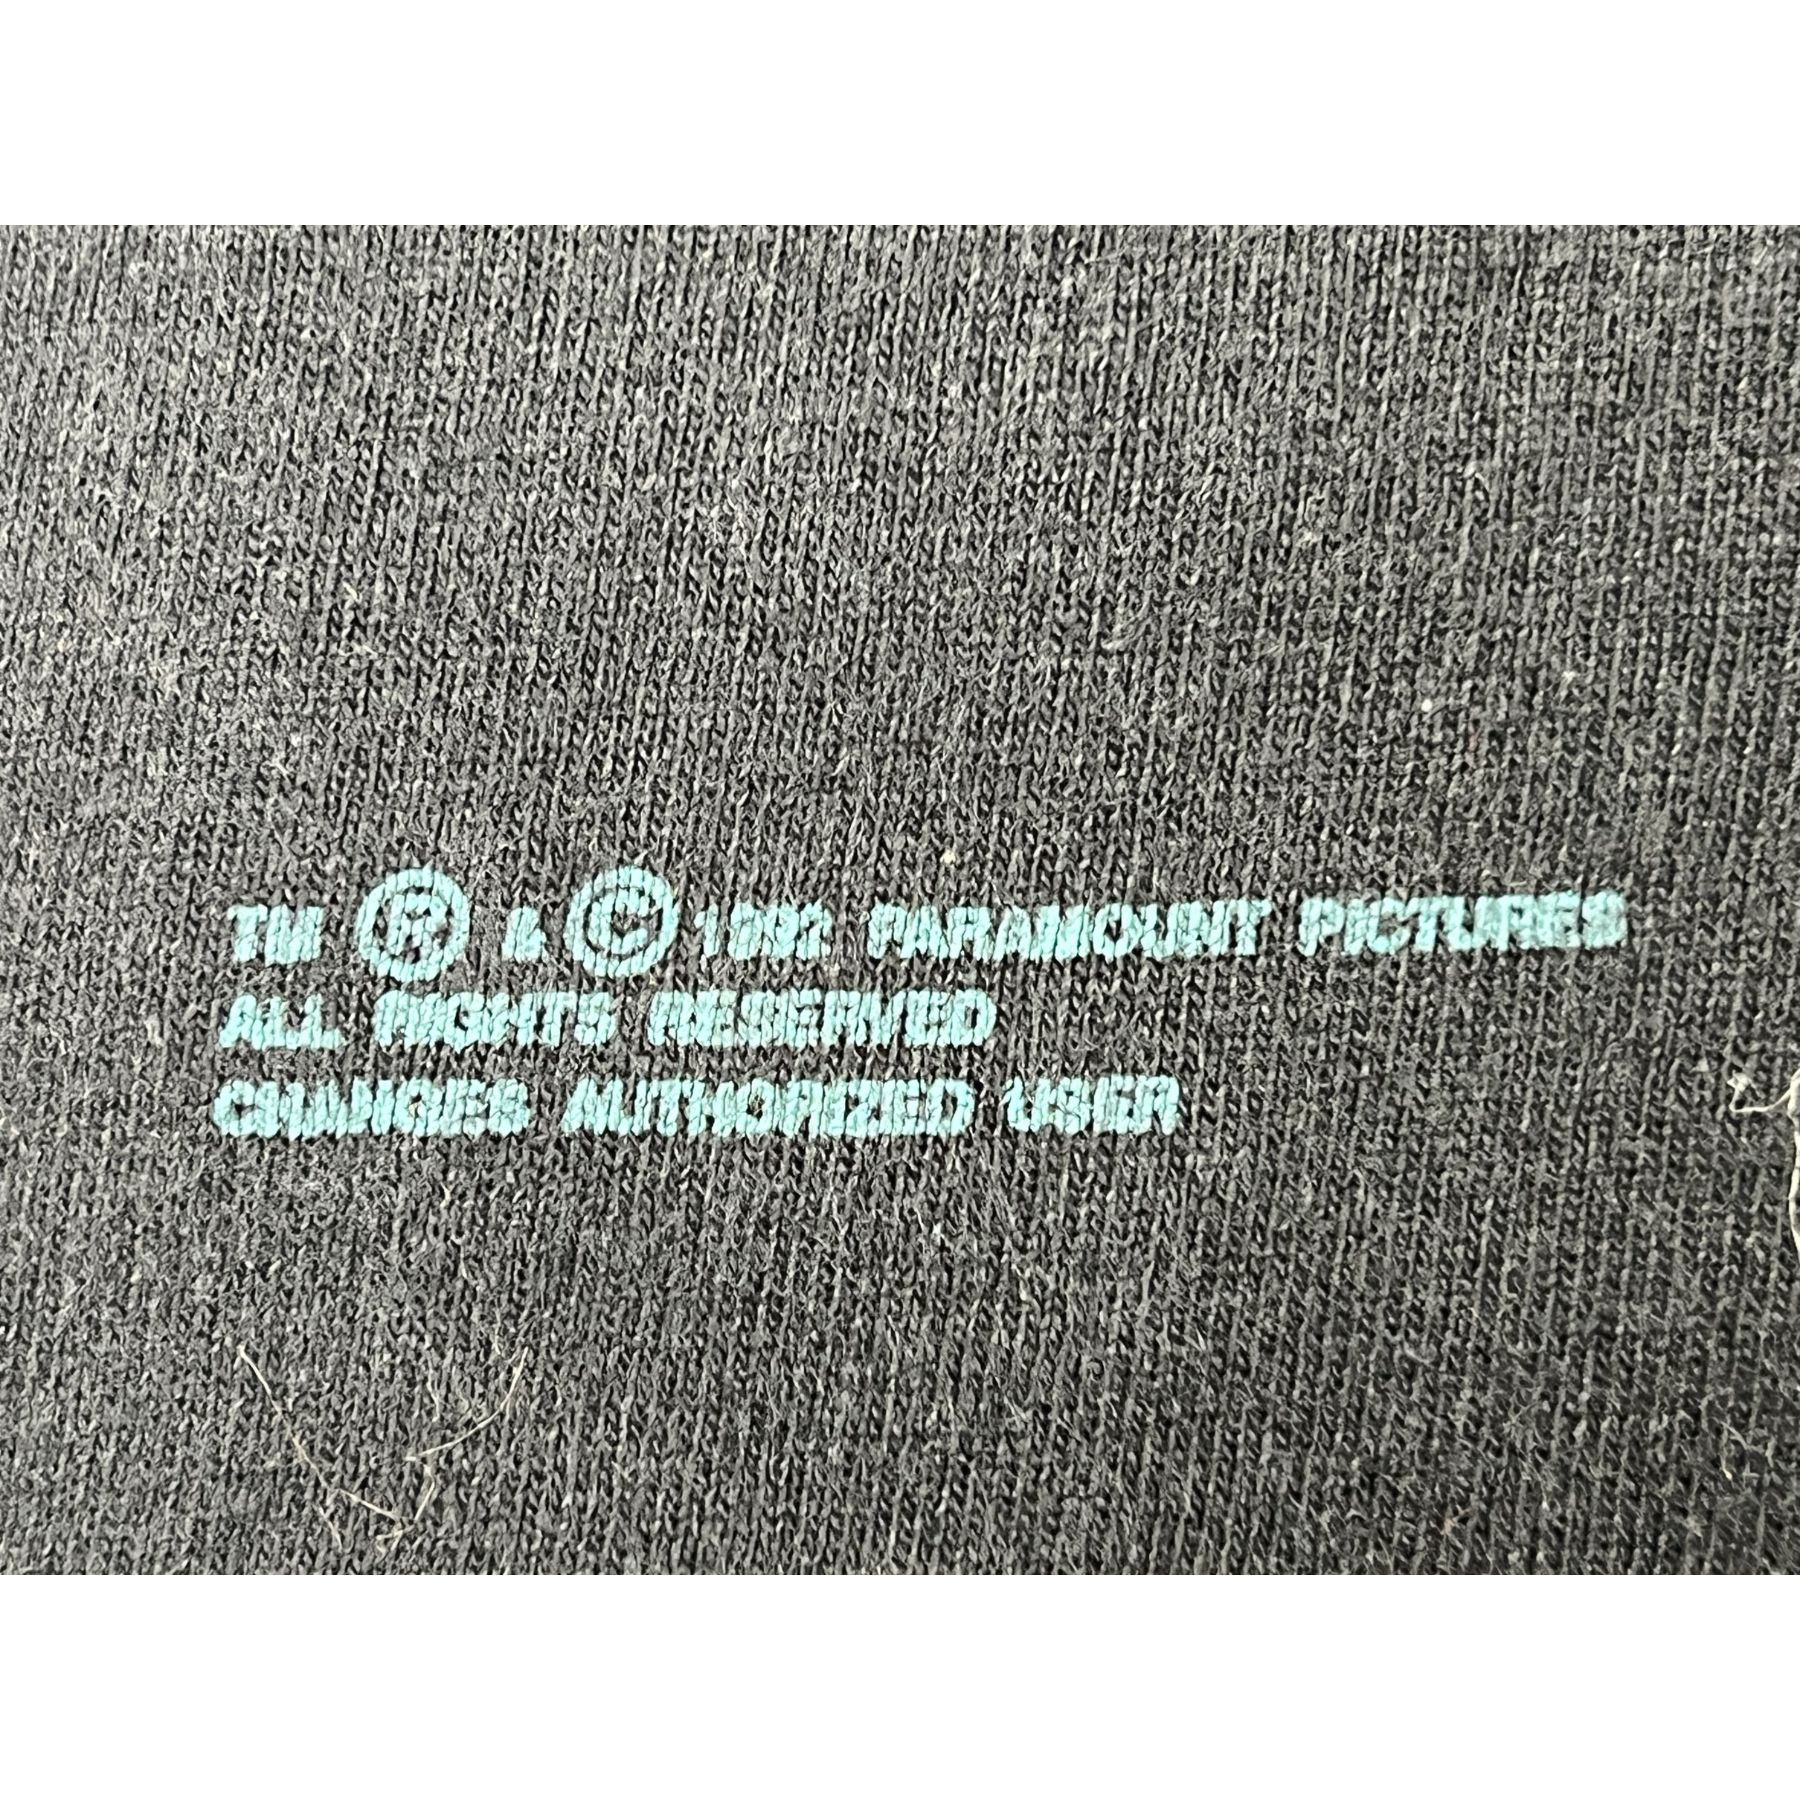 TM ® & © 1992 PARAMOUNT PICTURES
ALL RIGHTS RESERVED
CHANGES AUTHORIZED USER